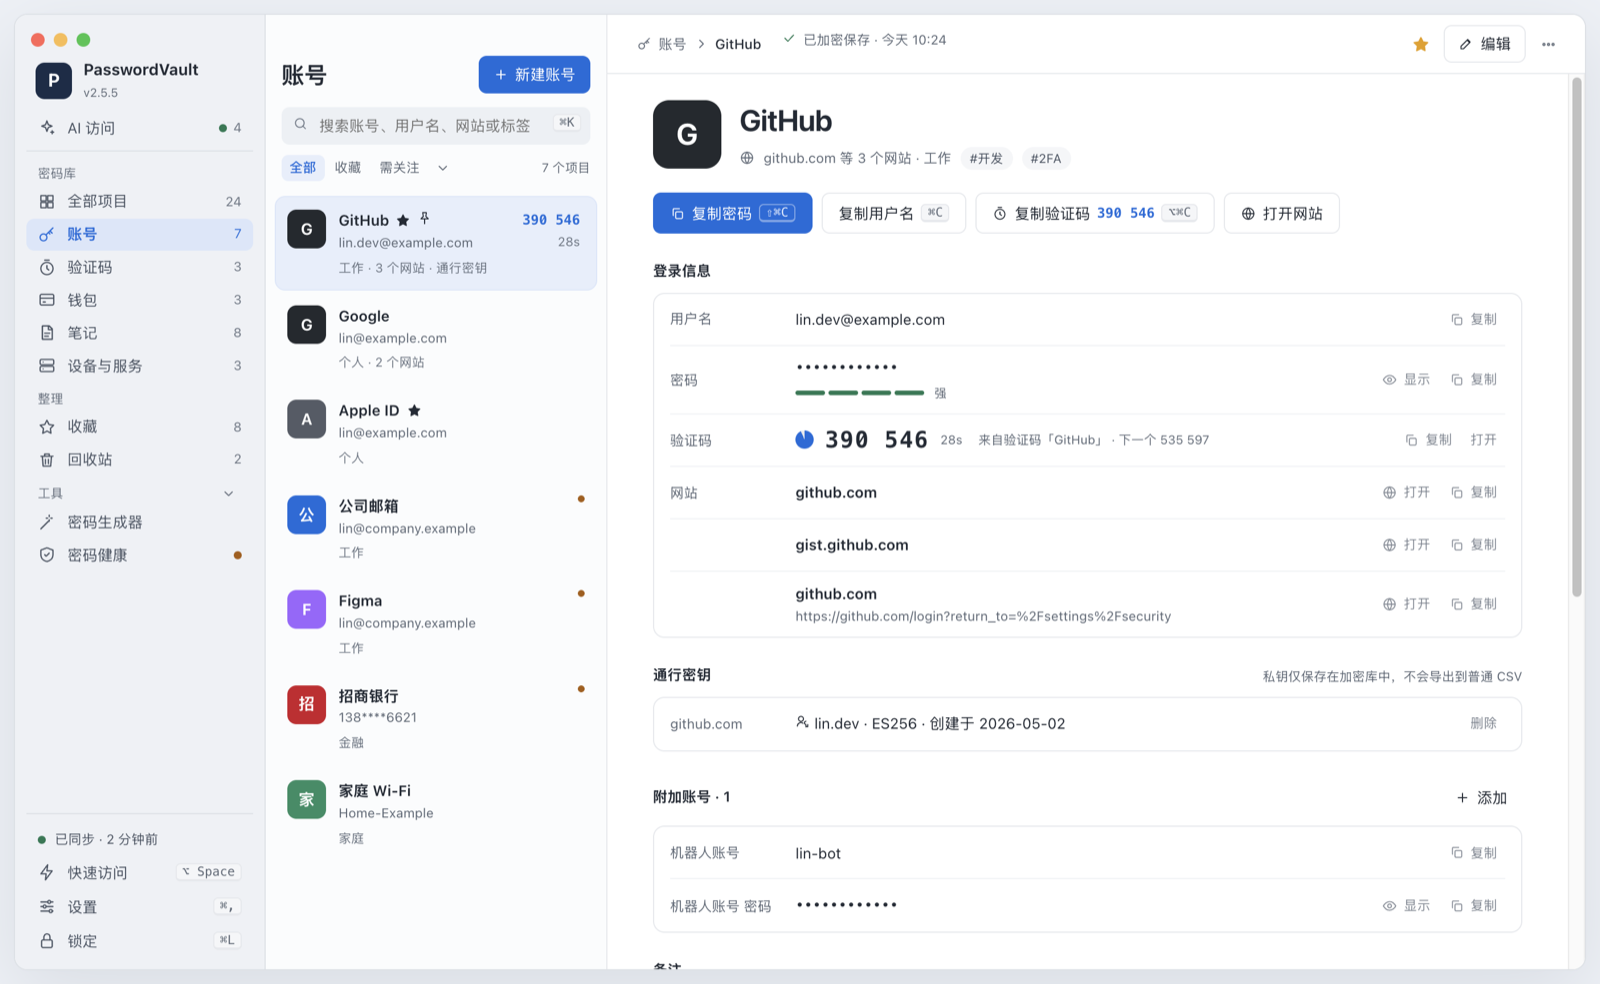 PasswordVault
v2.5.5
P
AI 访问
4
密码库
全部项目
24
账号
7
验证码
3
钱包
3
笔记
8
设备与服务
3
整理
收藏
8
回收站
2
工具
密码生成器
密码健康
已同步 · 2 分钟前
快速访问
⌥ Space
设置
⌘,
锁定
⌘L
账号
+ 新建账号
搜索账号、用户名、网站或标签
⌘K
全部 收藏 需关注
7 个项目
G
GitHub
390 546
lin.dev@example.com
28s
工作 · 3 个网站 · 通行密钥
G
Google
lin@example.com
个人 · 2 个网站
A
Apple ID
lin@example.com
个人
公
公司邮箱
lin@company.example
工作
F
Figma
lin@company.example
工作
招
招商银行
138****6621
金融
家
家庭 Wi-Fi
Home-Example
家庭
账号 > GitHub
已加密保存 · 今天 10:24
编辑
G
GitHub
github.com 等 3 个网站 · 工作
#开发
#2FA
复制密码 ⇧⌘C
复制用户名 ⌘C
复制验证码 390 546 ⌥⌘C
打开网站
登录信息
用户名
lin.dev@example.com
复制
密码
••••••••••••
强
显示
复制
验证码
390 546
28s
来自验证码「GitHub」 · 下一个 535 597
复制
打开
网站
github.com
打开
复制
gist.github.com
打开
复制
github.com
https://github.com/login?return_to=%2Fsettings%2Fsecurity
打开
复制
通行密钥
私钥仅保存在加密库中，不会导出到普通 CSV
github.com
lin.dev · ES256 · 创建于 2026-05-02
删除
附加账号 · 1
+ 添加
机器人账号
lin-bot
复制
机器人账号 密码
••••••••••••
显示
复制
备注